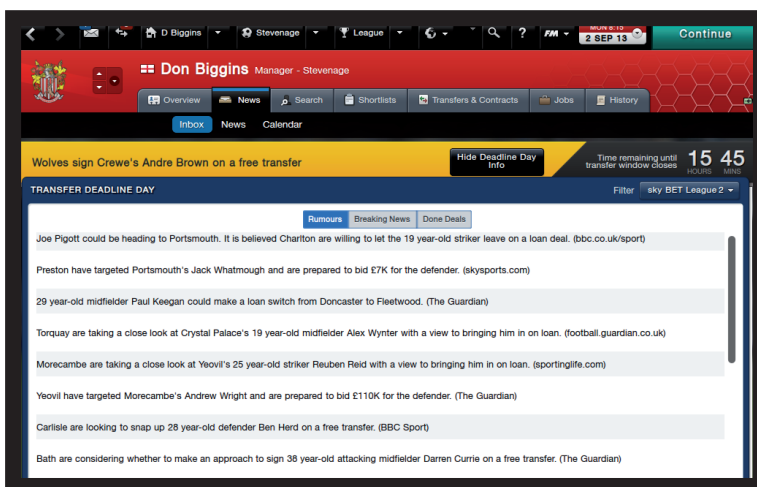 D Biggins
Stevenage
League
?
FM
MON 8:15
2 SEP 13
Continue
Don Biggins Manager - Stevenage
Overview
News
Search
Shortlists
Transfers & Contracts
Jobs
History
Inbox
News
Calendar
Wolves sign Crewe's Andre Brown on a free transfer
Hide Deadline Day
Info
Time remaining until
transfer window closes
15 45
HOURS MINS
TRANSFER DEADLINE DAY
Filter
sky BET League 2
Rumours
Breaking News
Done Deals
Joe Pigott could be heading to Portsmouth. It is believed Charlton are willing to let the 19 year-old striker leave on a loan deal. (bbc.co.uk/sport)
Preston have targeted Portsmouth's Jack Whatmough and are prepared to bid £7K for the defender. (skysports.com)
29 year-old midfielder Paul Keegan could make a loan switch from Doncaster to Fleetwood. (The Guardian)
Torquay are taking a close look at Crystal Palace's 19 year-old midfielder Alex Wynter with a view to bringing him in on loan. (football.guardian.co.uk)
Morecambe are taking a close look at Yeovil's 25 year-old striker Reuben Reid with a view to bringing him in on loan. (sportinglife.com)
Yeovil have targeted Morecambe's Andrew Wright and are prepared to bid £110K for the defender. (The Guardian)
Carlisle are looking to snap up 28 year-old defender Ben Herd on a free transfer. (BBC Sport)
Bath are considering whether to make an approach to sign 38 year-old attacking midfielder Darren Currie on a free transfer. (The Guardian)